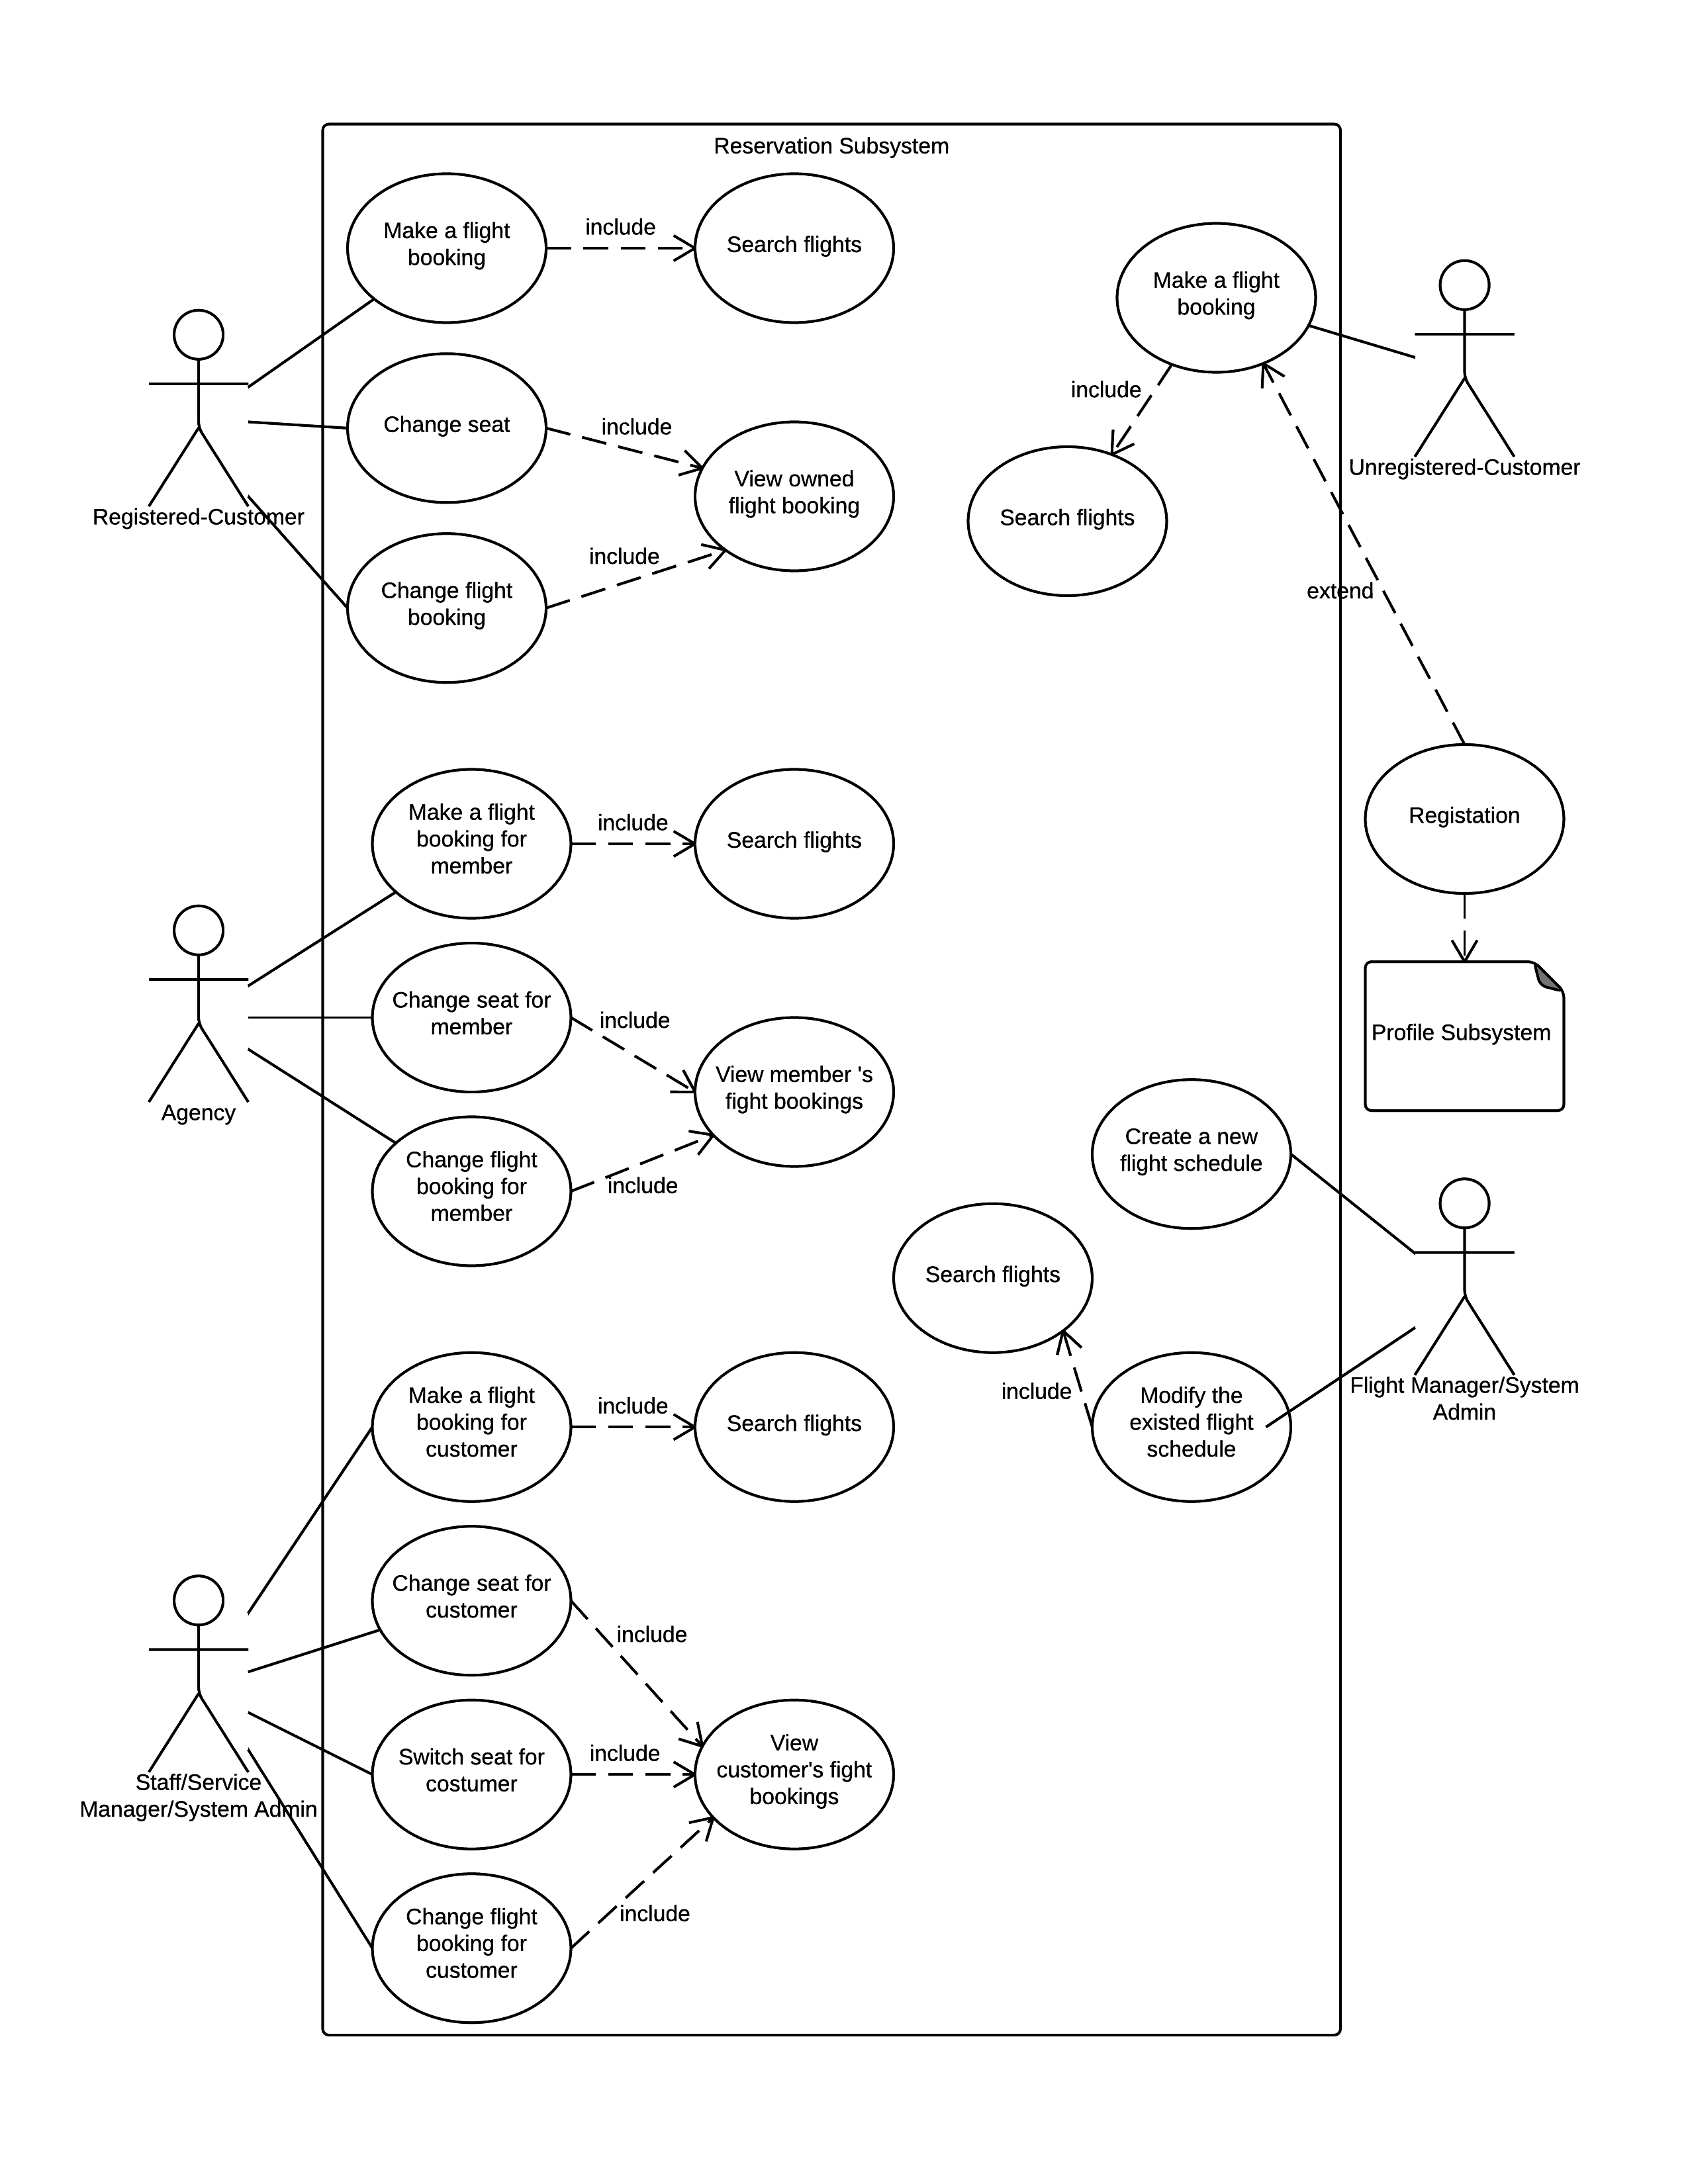 Reservation Subsystem
Make a flight
booking
include
Search flights
Change seat
include
View owned
flight booking
Change flight
booking
include
Registered-Customer
Make a flight
booking
include
Search flights
Unregistered-Customer
extend
Registation
Profile Subsystem
Make a flight
booking for
member
include
Search flights
Change seat for
member
include
View member 's
fight bookings
Change flight
booking for
member
include
Agency
Create a new
flight schedule
Search flights
include
Modify the
existed flight
schedule
Flight Manager/System
Admin
Make a flight
booking for
customer
include
Search flights
Change seat for
customer
include
Switch seat for
costumer
include
View
customer's fight
bookings
Change flight
booking for
customer
include
Staff/Service
Manager/System Admin